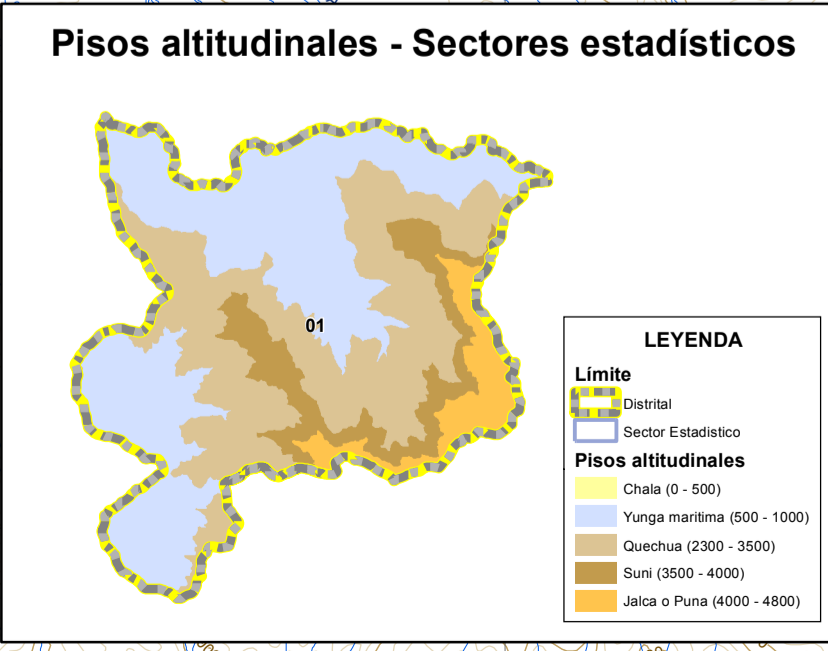 Pisos altitudinales - Sectores estadísticos
01
LEYENDA
Límite
Distrital
Sector Estadistico
Pisos altitudinales
Chala (0 - 500)
Yunga maritima (500 - 1000)
Quechua (2300 - 3500)
Suni (3500 - 4000)
Jalca o Puna (4000 - 4800)